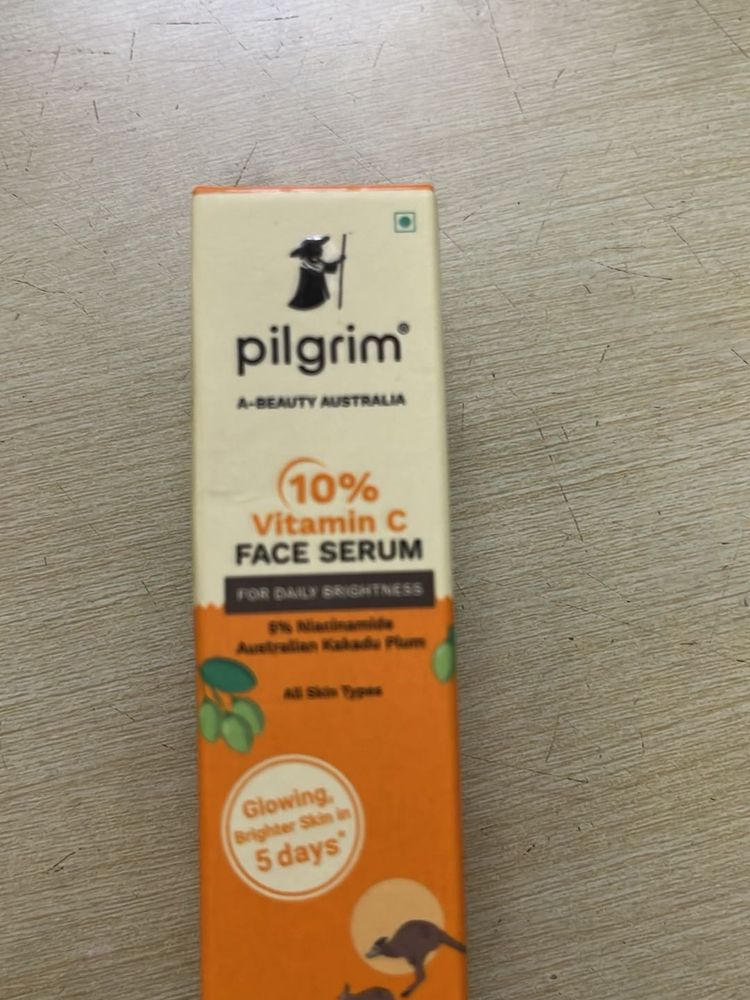 pilgrim®
A-BEAUTY AUSTRALIA
10%
Vitamin C
FACE SERUM
FOR DAILY BRIGHTNESS
5% Niacinamide
Australian Kakadu Plum
All Skin Types
Glowing,
Brighter Skin in
5 days*